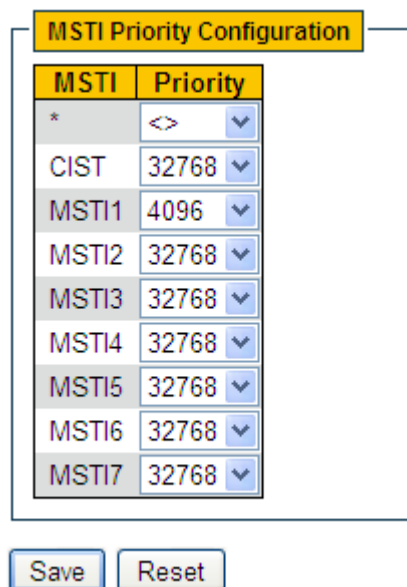 MSTI Priority Configuration
MSTI Priority
* <>
CIST 32768
MSTI1 4096
MSTI2 32768
MSTI3 32768
MSTI4 32768
MSTI5 32768
MSTI6 32768
MSTI7 32768
Save Reset